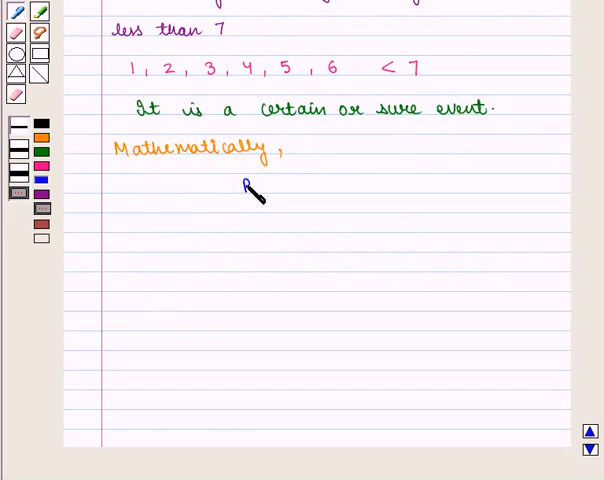 less than 7
1, 2, 3, 4, 5, 6 < 7
It is a certain or sure event.
Mathematically,